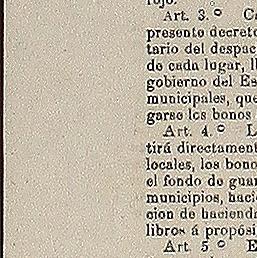 rojo.
Art. 3.º
presente decreto
tario del despac
de cada lugar, ll
gobierno del Es
municipales, que
garse los bonos
Art. 4.º L
tirá directament
locales, los bono
el fondo de guar
municipios, haci
cion de haciend
libros á propósi
Art. 5 º E